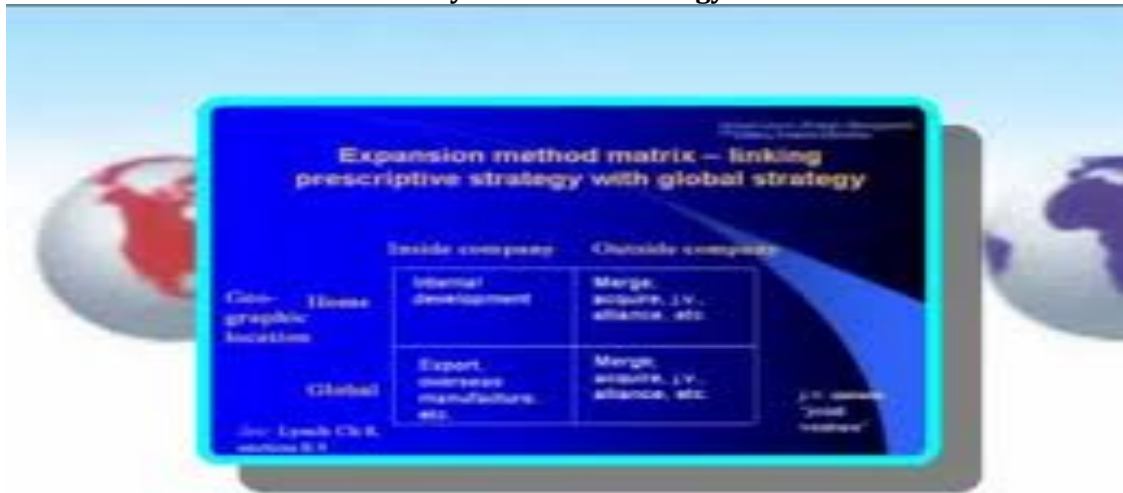 Expansion method matrix – linking
prescriptive strategy with global strategy
Inside company Outside company
Geo-
graphic
location
Home
Internal
development
Merge,
acquire, j.v.,
alliance, etc
Global
Export,
overseas
manufacture,
etc.
Merge,
acquire, j.v.,
alliance, etc.
j.v. means
"joint
venture"
See Lynch Ch 8,
section 8.9